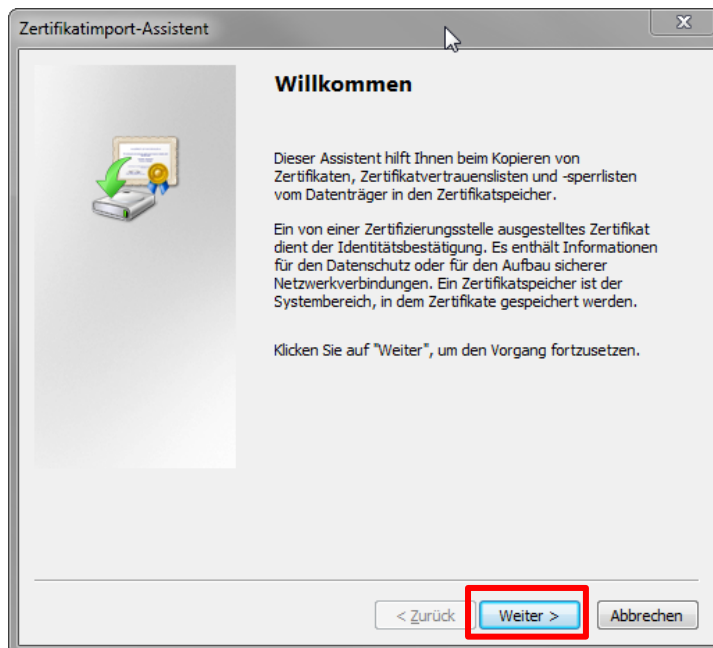 Zertifikatimport-Assistent
Willkommen
Dieser Assistent hilft Ihnen beim Kopieren von
Zertifikaten, Zertifikatvertrauenslisten und -sperrlisten
vom Datenträger in den Zertifikatspeicher.
Ein von einer Zertifizierungsstelle ausgestelltes Zertifikat
dient der Identitätsbestätigung. Es enthält Informationen
für den Datenschutz oder für den Aufbau sicherer
Netzwerkverbindungen. Ein Zertifikatspeicher ist der
Systembereich, in dem Zertifikate gespeichert werden.
Klicken Sie auf "Weiter", um den Vorgang fortzusetzen.
< Zurück Weiter > Abbrechen